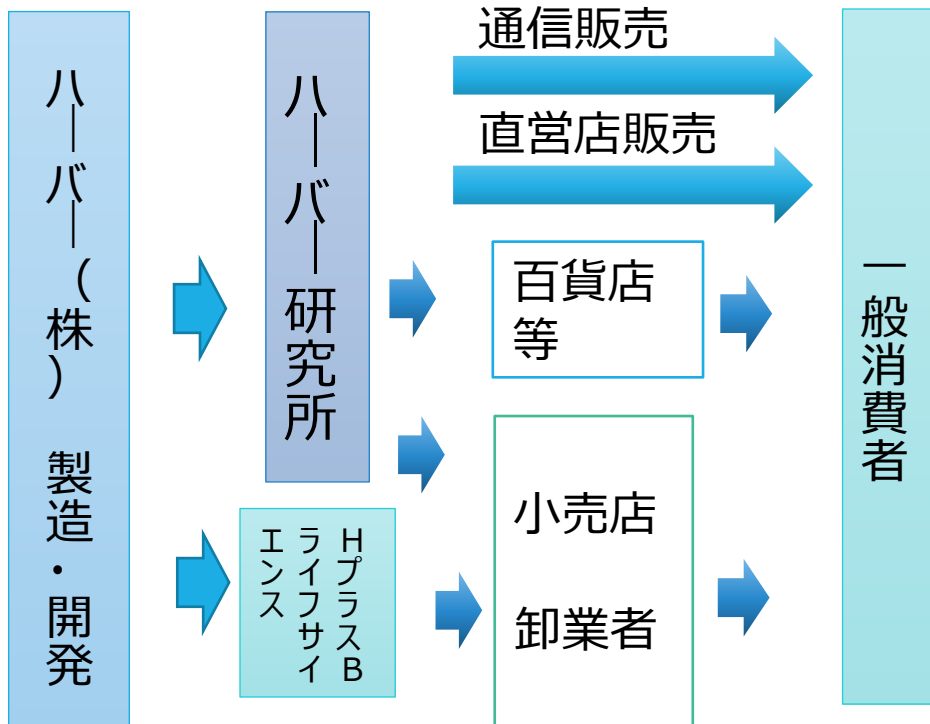 ハーバー(株) 製造・開発
ハーバー研究所
HプラスB
ライフサイ
エンス
通信販売
直営店販売
百貨店
等
小売店
卸業者
一般消費者